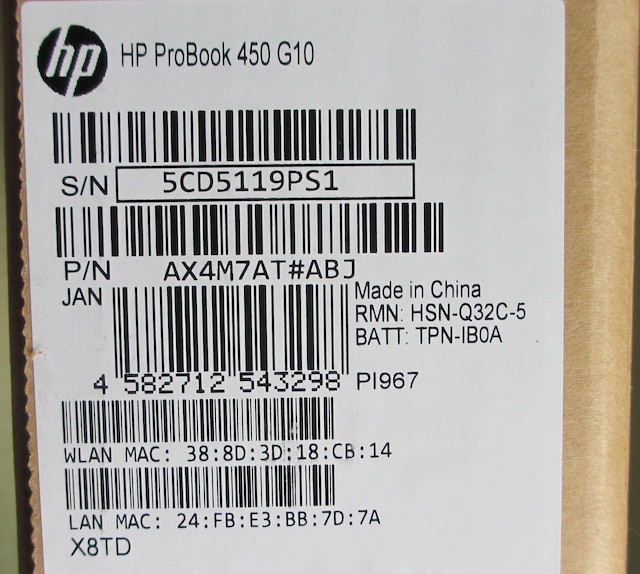 hp
HP ProBook 450 G10
S/N 5CD5119PS1
P/N AX4M7AT#ABJ
JAN
Made in China
RMN: HSN-Q32C-5
BATT: TPN-IB0A
4 582712 543298 PI967
WLAN MAC: 38:8D:3D:18:CB:14
LAN MAC: 24:FB:E3:BB:7D:7A
X8TD